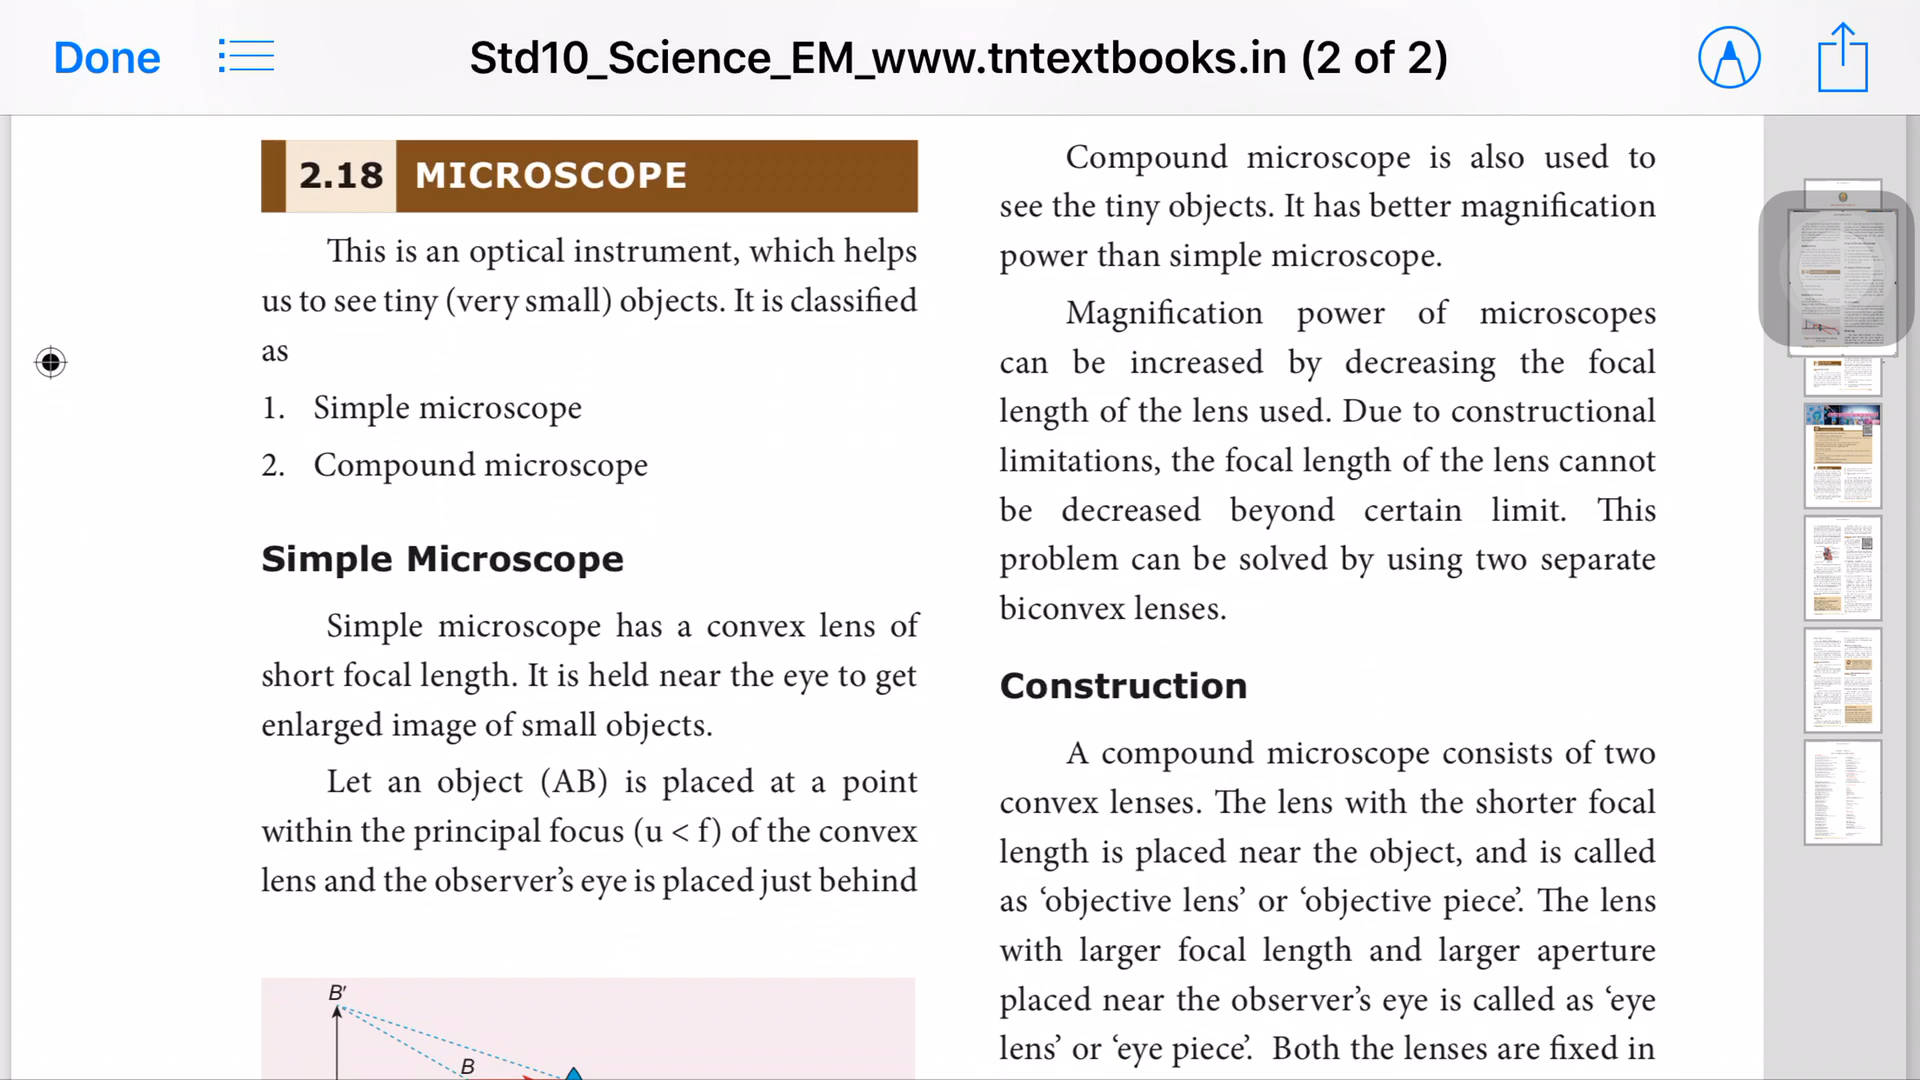 Done
Std10_Science_EM_www.tntextbooks.in (2 of 2)
2.18 MICROSCOPE
This is an optical instrument, which helps
us to see tiny (very small) objects. It is classified
as
1. Simple microscope
2. Compound microscope
Simple Microscope
Simple microscope has a convex lens of
short focal length. It is held near the eye to get
enlarged image of small objects.
Let an object (AB) is placed at a point
within the principal focus (u < f) of the convex
lens and the observer’s eye is placed just behind
B'
B
Compound microscope is also used to
see the tiny objects. It has better magnification
power than simple microscope.
Magnification power of microscopes
can be increased by decreasing the focal
length of the lens used. Due to constructional
limitations, the focal length of the lens cannot
be decreased beyond certain limit. This
problem can be solved by using two separate
biconvex lenses.
Construction
A compound microscope consists of two
convex lenses. The lens with the shorter focal
length is placed near the object, and is called
as ‘objective lens’ or ‘objective piece’. The lens
with larger focal length and larger aperture
placed near the observer’s eye is called as ‘eye
lens’ or ‘eye piece’. Both the lenses are fixed in